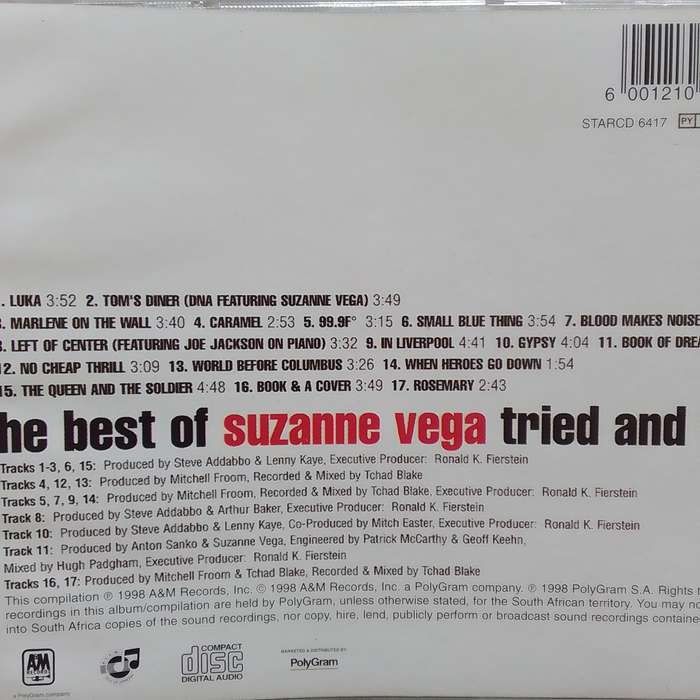 6 001210
STARCD 6417 PY
. LUKA 3:52 2. TOM'S DINER (DNA FEATURING SUZANNE VEGA) 3:49
. MARLENE ON THE WALL 3:40 4. CARAMEL 2:53 5. 99.9F° 3:15 6. SMALL BLUE THING 3:54 7. BLOOD MAKES NOISE
. LEFT OF CENTER (FEATURING JOE JACKSON ON PIANO) 3:32 9. IN LIVERPOOL 4:41 10. GYPSY 4:04 11. BOOK OF DREA
12. NO CHEAP THRILL 3:09 13. WORLD BEFORE COLUMBUS 3:26 14. WHEN HEROES GO DOWN 1:54
15. THE QUEEN AND THE SOLDIER 4:48 16. BOOK & A COVER 3:49 17. ROSEMARY 2:43
he best of suzanne vega tried and
Tracks 1-3, 6, 15: Produced by Steve Addabbo & Lenny Kaye, Executive Producer: Ronald K. Fierstein
Tracks 4, 12, 13: Produced by Mitchell Froom, Recorded & Mixed by Tchad Blake
Tracks 5, 7, 9, 14: Produced by Mitchell Froom, Recorded & Mixed by Tchad Blake, Executive Producer: Ronald K. Fierstein
Track 8: Produced by Steve Addabbo & Arthur Baker, Executive Producer: Ronald K. Fierstein
Track 10: Produced by Steve Addabbo & Lenny Kaye, Co-Produced by Mitch Easter, Executive Producer: Ronald K. Fierstein
Track 11: Produced by Anton Sanko & Suzanne Vega, Engineered by Patrick McCarthy & Geoff Keehn,
Mixed by Hugh Padgham, Executive Producer: Ronald K. Fierstein
Tracks 16, 17: Produced by Mitchell Froom & Tchad Blake, Recorded & Mixed by Tchad Blake
This compilation ℗ 1998 A&M Records, Inc. © 1998 A&M Records, Inc. a PolyGram company. ℗ 1998 PolyGram S.A. Rights
recordings in this album/compilation are held by PolyGram, unless otherwise stated, for the South African territory. You may no
into South Africa copies of the sound recordings, nor copy, hire, lend, publicly perform or broadcast sound recordings contained
A&M RECORDS
a PolyGram company
COMPACT
disc
DIGITAL AUDIO
MARKETED & DISTRIBUTED BY
PolyGram